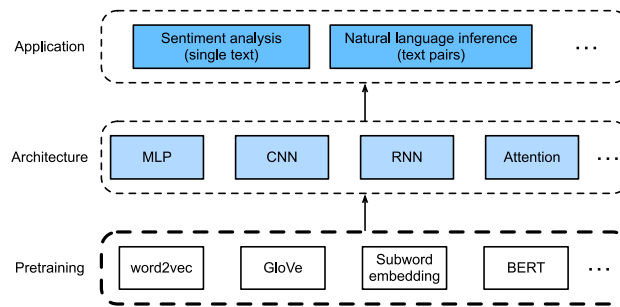 Application
Sentiment analysis
(single text)
Natural language inference
(text pairs)
...
Architecture
MLP
CNN
RNN
Attention
...
Pretraining
word2vec
GloVe
Subword
embedding
BERT
...